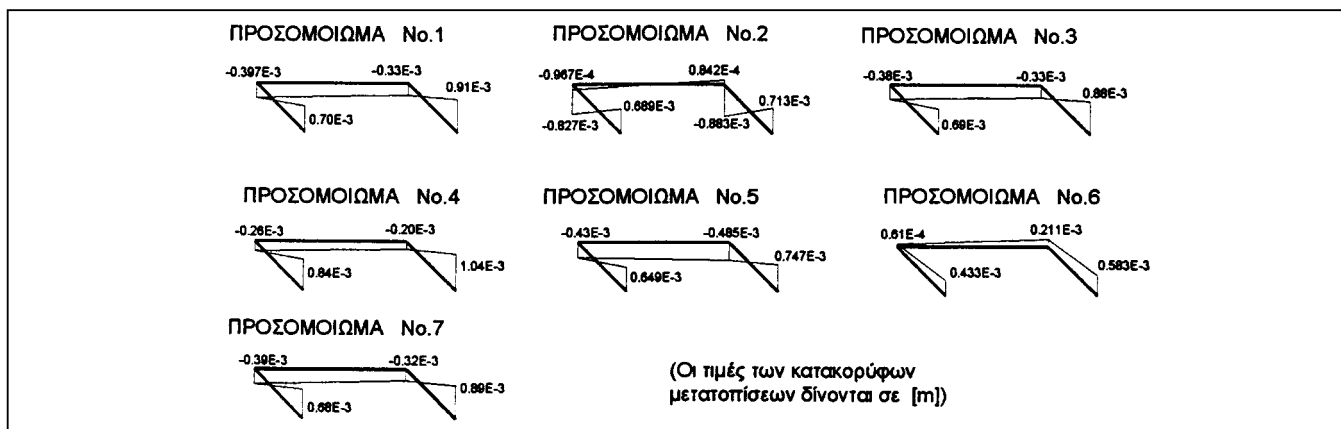 ΠΡΟΣΟΜΟΙΩΜΑ No.1
-0.397E-3
-0.33E-3
0.91E-3
0.70E-3
ΠΡΟΣΟΜΟΙΩΜΑ No.2
-0.967E-4
0.842E-4
0.689E-3
0.713E-3
-0.827E-3
-0.883E-3
ΠΡΟΣΟΜΟΙΩΜΑ No.3
-0.38E-3
-0.33E-3
0.88E-3
0.69E-3
ΠΡΟΣΟΜΟΙΩΜΑ No.4
-0.26E-3
-0.20E-3
0.84E-3
1.04E-3
ΠΡΟΣΟΜΟΙΩΜΑ No.5
-0.43E-3
-0.485E-3
0.649E-3
0.747E-3
ΠΡΟΣΟΜΟΙΩΜΑ No.6
0.61E-4
0.211E-3
0.433E-3
0.583E-3
ΠΡΟΣΟΜΟΙΩΜΑ No.7
-0.39E-3
-0.32E-3
0.68E-3
0.89E-3
(Οι τιμές των κατακορύφων
μετατοπίσεων δίνονται σε [m])